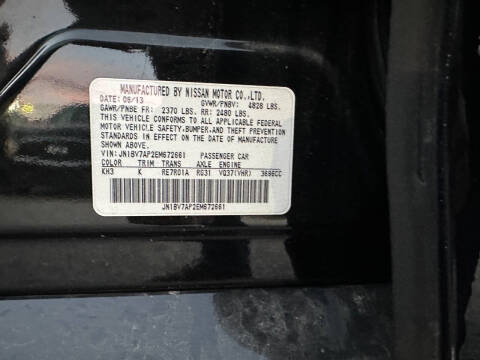 MANUFACTURED BY NISSAN MOTOR CO.,LTD.
DATE: 08/13 GVWR/PNBV: 4828 LBS.
GAWR/PNBE FR: 2370 LBS. RR: 2480 LBS.
THIS VEHICLE CONFORMS TO ALL APPLICABLE FEDERAL
MOTOR VEHICLE SAFETY,BUMPER,AND THEFT PREVENTION
STANDARDS IN EFFECT ON THE DATE OF MANUFACTURE
SHOWN ABOVE.
VIN:JN1BV7AP2EM672661 PASSENGER CAR
COLOR TRIM TRANS AXLE ENGINE
KH3 K RE7R01A RG31 VQ37(VHR) 3696CC
JN1BV7AP2EM672661